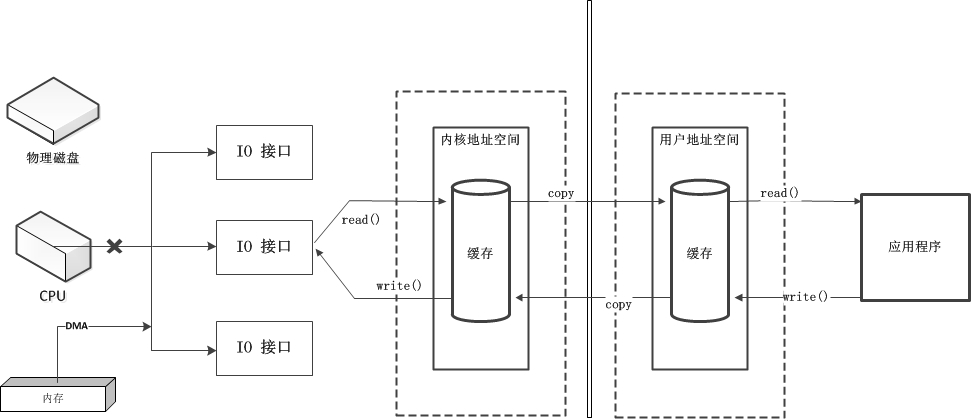 物理磁盘
CPU
DMA
内存
IO 接口
IO 接口
IO 接口
read()
write()
内核地址空间
缓存
copy
copy
用户地址空间
缓存
read()
write()
应用程序